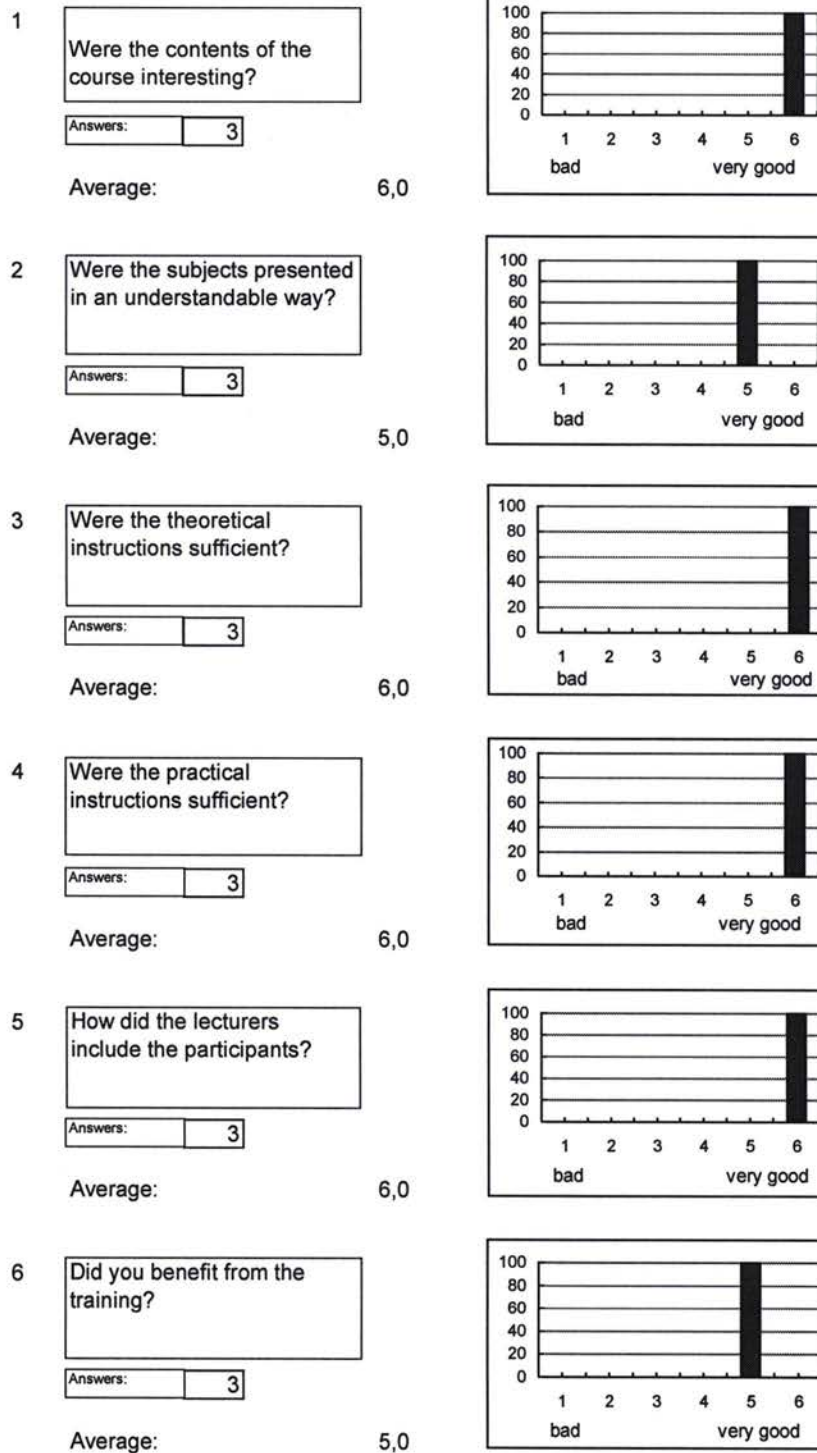 1
Were the contents of the
course interesting?
Answers: 3
Average: 6,0
100
80
60
40
20
0
1 2 3 4 5 6
bad very good
2
Were the subjects presented
in an understandable way?
Answers: 3
Average: 5,0
100
80
60
40
20
0
1 2 3 4 5 6
bad very good
3
Were the theoretical
instructions sufficient?
Answers: 3
Average: 6,0
100
80
60
40
20
0
1 2 3 4 5 6
bad very good
4
Were the practical
instructions sufficient?
Answers: 3
Average: 6,0
100
80
60
40
20
0
1 2 3 4 5 6
bad very good
5
How did the lecturers
include the participants?
Answers: 3
Average: 6,0
100
80
60
40
20
0
1 2 3 4 5 6
bad very good
6
Did you benefit from the
training?
Answers: 3
Average: 5,0
100
80
60
40
20
0
1 2 3 4 5 6
bad very good